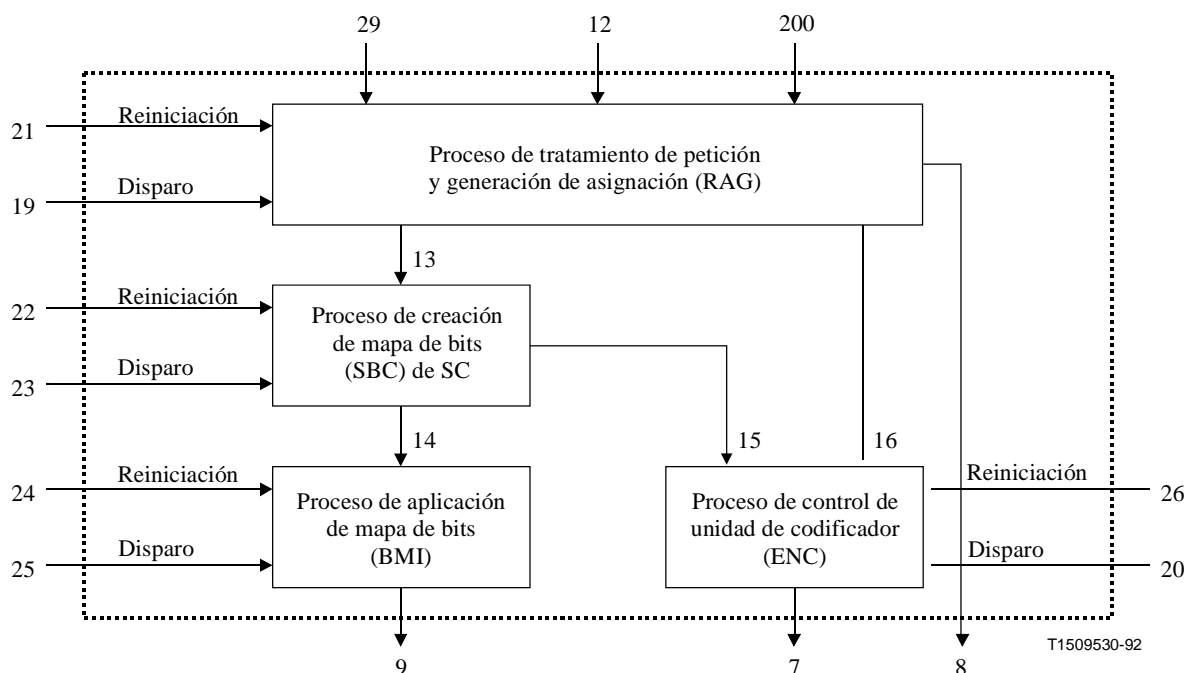 29
12
200
21
Reiniciación
Proceso de tratamiento de petición
y generación de asignación (RAG)
19
Disparo
13
22
Reiniciación
Proceso de creación
de mapa de bits
(SBC) de SC
23
Disparo
14
15
16
24
Reiniciación
Proceso de aplicación
de mapa de bits
(BMI)
25
Disparo
Proceso de control de
unidad de codificador
(ENC)
Reiniciación
26
Disparo
20
T1509530-92
9
7
8